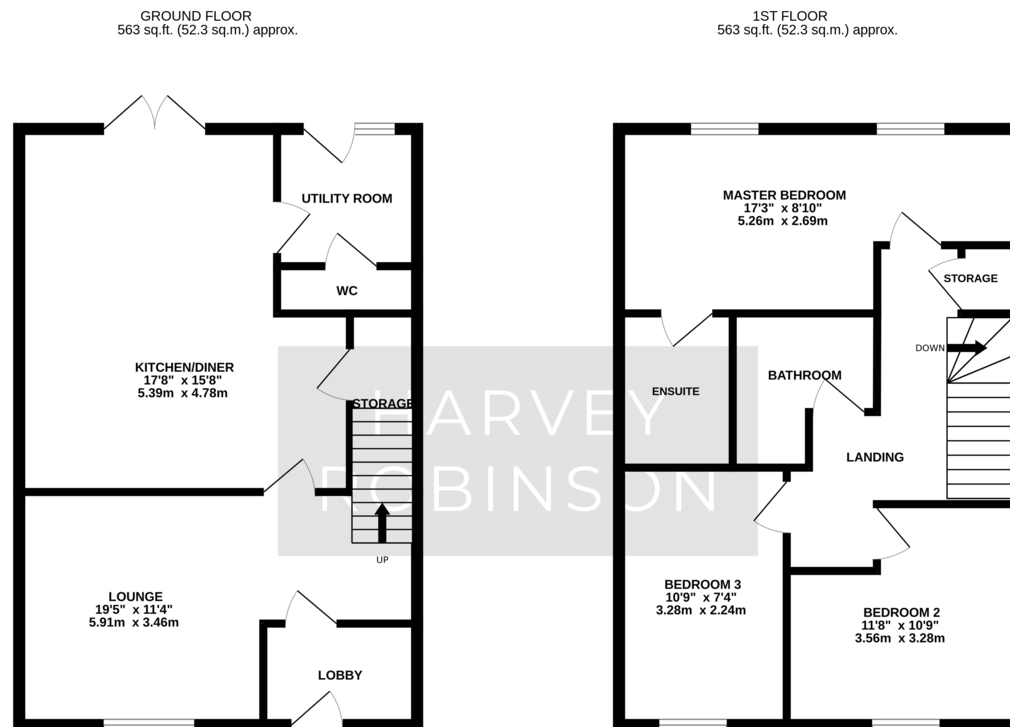 GROUND FLOOR
563 sq.ft. (52.3 sq.m.) approx.
UTILITY ROOM
WC
KITCHEN/DINER
17'8" x 15'8"
5.39m x 4.78m
STORAGE
UP
LOUNGE
19'5" x 11'4"
5.91m x 3.46m
LOBBY
1ST FLOOR
563 sq.ft. (52.3 sq.m.) approx.
MASTER BEDROOM
17'3" x 8'10"
5.26m x 2.69m
STORAGE
DOWN
BATHROOM
ENSUITE
LANDING
BEDROOM 3
10'9" x 7'4"
3.28m x 2.24m
BEDROOM 2
11'8" x 10'9"
3.56m x 3.28m
HARVEY
ROBINSON